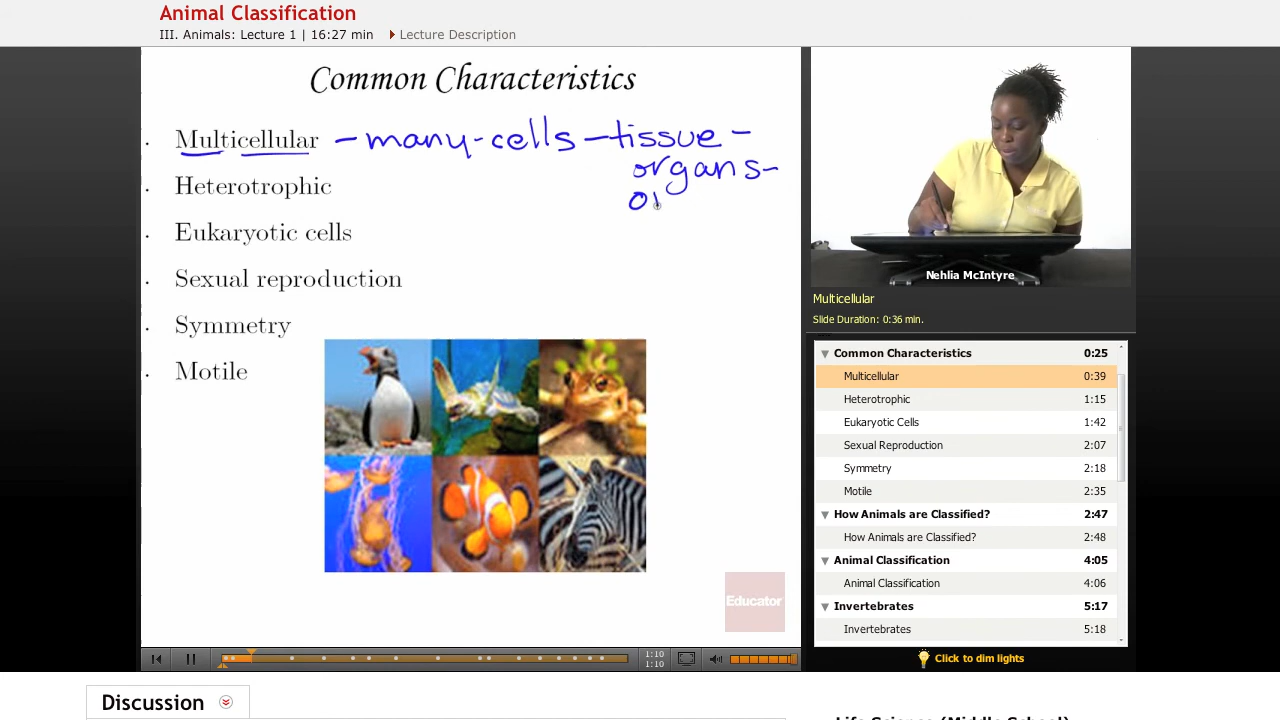 Animal Classification
III. Animals: Lecture 1 | 16:27 min
Lecture Description
Common Characteristics
Multicellular - many-cells - tissue -
organs -
Heterotrophic
Eukaryotic cells
Sexual reproduction
Symmetry
Motile
Educator
1:10
1:10
Nehlia McIntyre
Multicellular
Slide Duration: 0:36 min.
Common Characteristics 0:25
Multicellular 0:39
Heterotrophic 1:15
Eukaryotic Cells 1:42
Sexual Reproduction 2:07
Symmetry 2:18
Motile 2:35
How Animals are Classified? 2:47
How Animals are Classified? 2:48
Animal Classification 4:05
Animal Classification 4:06
Invertebrates 5:17
Invertebrates 5:18
Click to dim lights
Discussion
Life Science (Middle School)